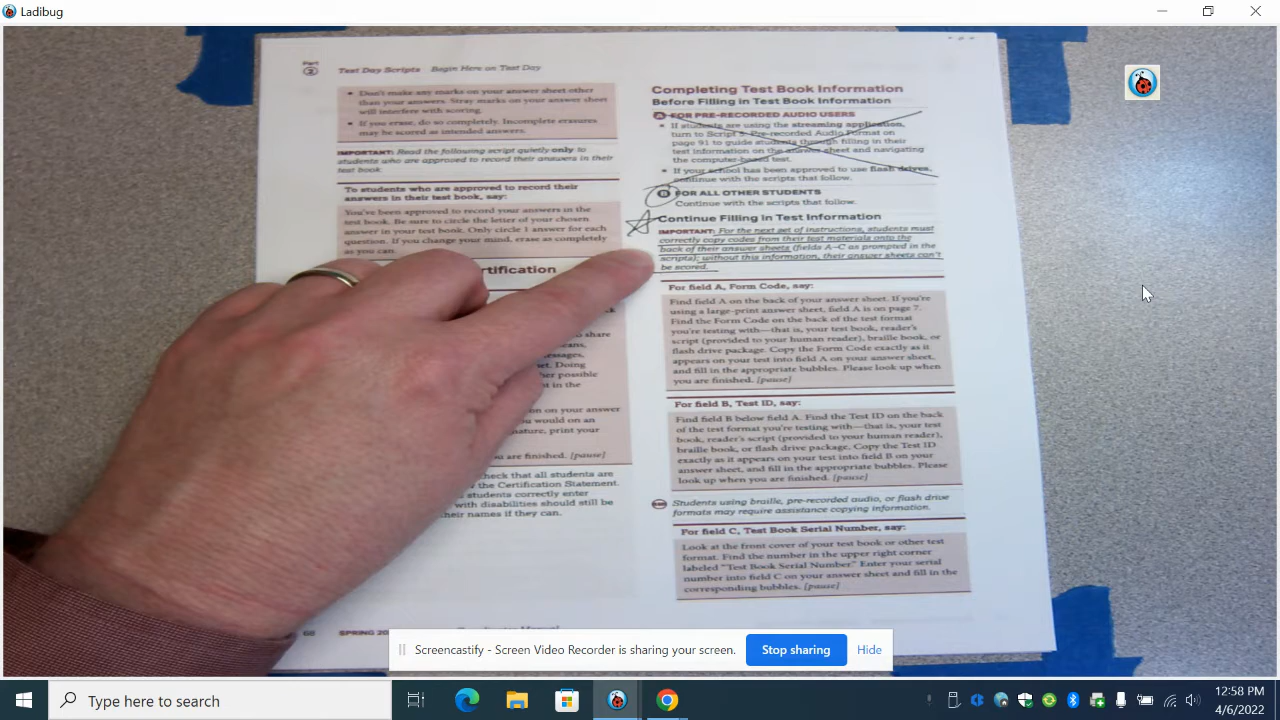 Ladibug
Part
2
Test Day Scripts Begin Here on Test Day
• Don't make any marks on your answer sheet other
than your answers. Stray marks on your answer sheet
will interfere with scoring.
• If you erase, do so completely. Incomplete erasures
may be scored as intended answers.
IMPORTANT: Read the following script quietly only to
students who are approved to record their answers in their
test book.
To students who are approved to record their
answers in their test book, say:
You've been approved to record your answers in the
test book. Be sure to circle the letter of your chosen
answer in your test book. Only circle 1 answer for each
question. If you change your mind, erase as completely
as you can.
rtification
share
ans,
essages,
et. Doing
her possible
nt in the
on on your answer
ou would on an
nature, print your
ou are finished. [pause]
check that all students are
the Certification Statement.
students correctly enter
with disabilities should still be
heir names if they can.
68 SPRING 20
Completing Test Book Information
Before Filling in Test Book Information
A FOR PRE-RECORDED AUDIO USERS
• If students are using the streaming application,
turn to Script 5: Pre-recorded Audio Format on
page 91 to guide students through filling in their
test information on the answer sheet and navigating
the computer-based test.
• If your school has been approved to use flash drives,
continue with the scripts that follow.
B FOR ALL OTHER STUDENTS
Continue with the scripts that follow.
Continue Filling in Test Information
IMPORTANT: For the next set of instructions, students must
correctly copy codes from their test materials onto the
back of their answer sheets (fields A–C as prompted in the
scripts); without this information, their answer sheets can't
be scored.
For field A, Form Code, say:
Find field A on the back of your answer sheet. If you're
using a large-print answer sheet, field A is on page 7.
Find the Form Code on the back of the test format
you're testing with—that is, your test book, reader's
script (provided to your human reader), braille book, or
flash drive package. Copy the Form Code exactly as it
appears on your test into field A on your answer sheet,
and fill in the appropriate bubbles. Please look up when
you are finished. [pause]
For field B, Test ID, say:
Find field B below field A. Find the Test ID on the back
of the test format you're testing with—that is, your test
book, reader's script (provided to your human reader),
braille book, or flash drive package. Copy the Test ID
exactly as it appears on your test into field B on your
answer sheet, and fill in the appropriate bubbles. Please
look up when you are finished. [pause]
Students using braille, pre-recorded audio, or flash drive
formats may require assistance copying information.
For field C, Test Book Serial Number, say:
Look at the front cover of your test book or other test
format. Find the number in the upper right corner
labeled "Test Book Serial Number." Enter your serial
number into field C on your answer sheet and fill in the
corresponding bubbles. [pause]
Screencastify - Screen Video Recorder is sharing your screen.
Stop sharing
Hide
Type here to search
12:58 PM
4/6/2022